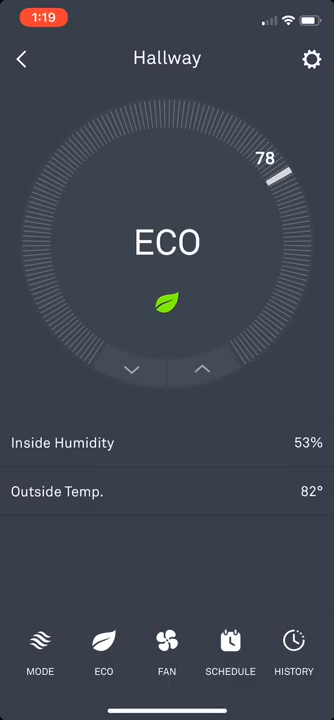 1:19
Hallway
78
ECO
Inside Humidity 53%
Outside Temp. 82°
MODE ECO FAN SCHEDULE HISTORY